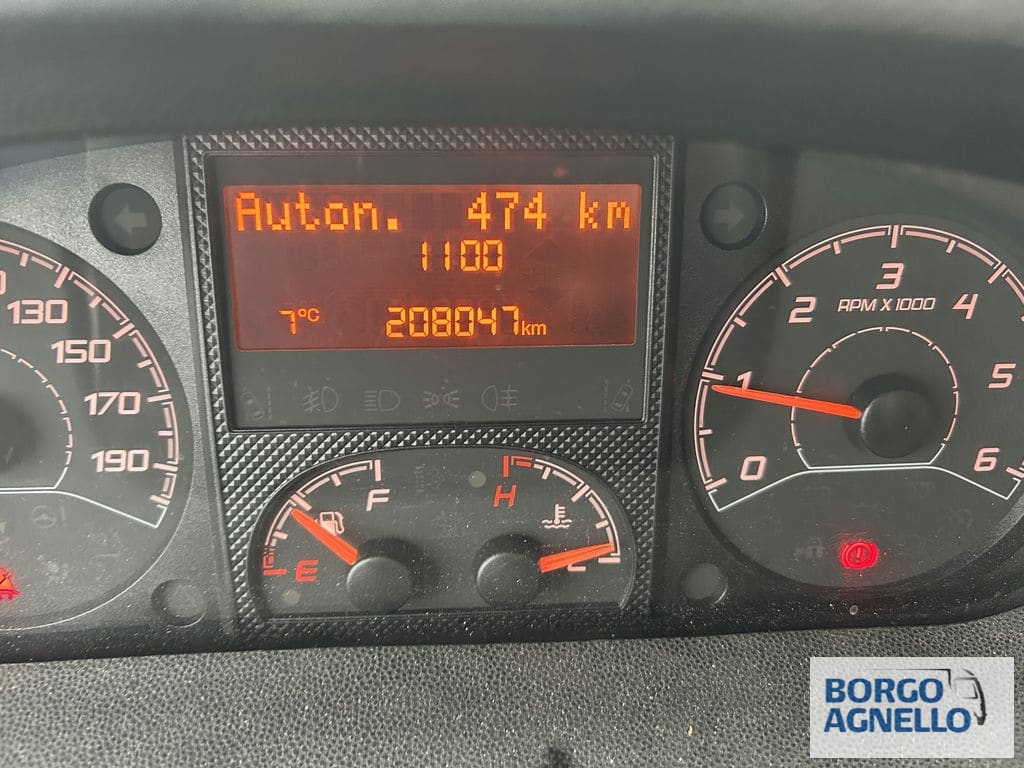 Auton. 474 km
1100
7°C 208047km
130
150
170
190
E
F
H
C
0
1
2
3
4
5
6
RPM X 1000
BORGO
AGNELLO